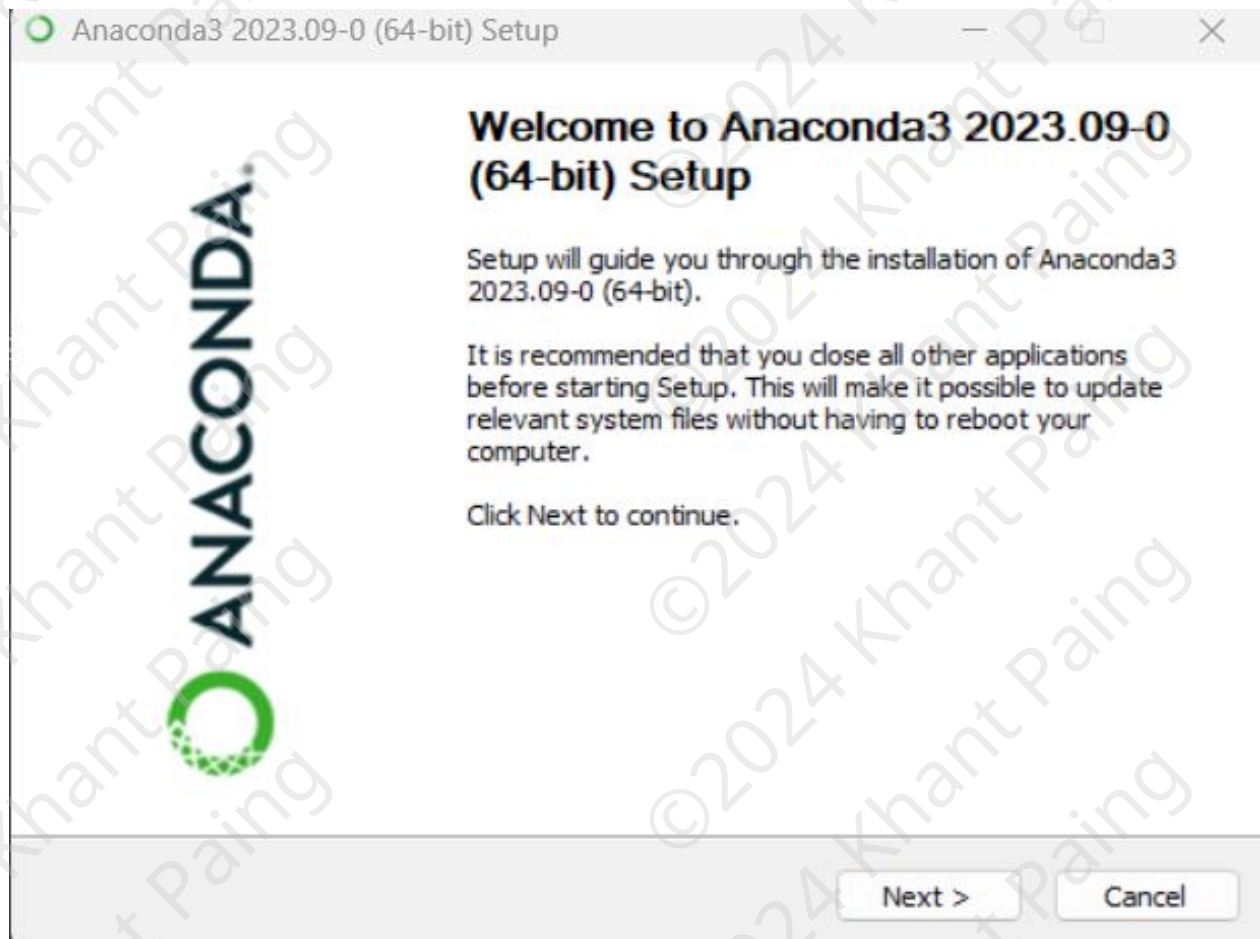 Anaconda3 2023.09-0 (64-bit) Setup
ANACONDA.
Welcome to Anaconda3 2023.09-0
(64-bit) Setup
Setup will guide you through the installation of Anaconda3
2023.09-0 (64-bit).
It is recommended that you close all other applications
before starting Setup. This will make it possible to update
relevant system files without having to reboot your
computer.
Click Next to continue.
Next >
Cancel
©2024 Khant Paing